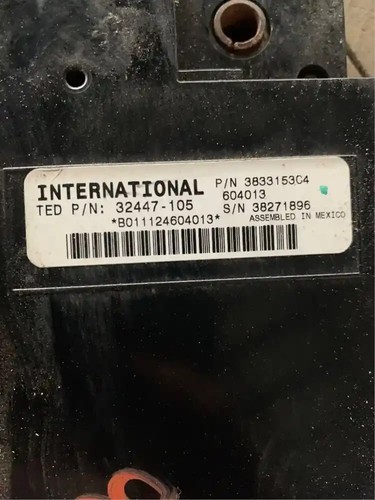 INTERNATIONAL P/N 3833153C4
604013
TED P/N: 32447-105 S/N 38271896
*B011124604013* ASSEMBLED IN MEXICO